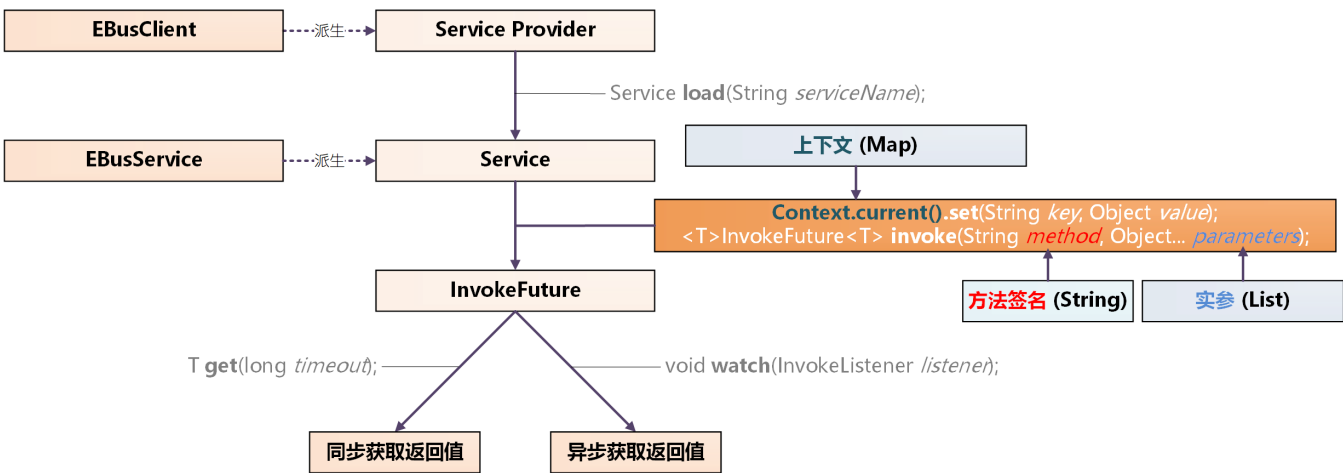 EBusClient
派生
Service Provider
Service load(String serviceName);
上下文 (Map)
EBusService
派生
Service
Context.current().set(String key, Object value);
<T>InvokeFuture<T> invoke(String method, Object... parameters);
InvokeFuture
方法签名 (String)
实参 (List)
T get(long timeout);
void watch(InvokeListener listener);
同步获取返回值
异步获取返回值